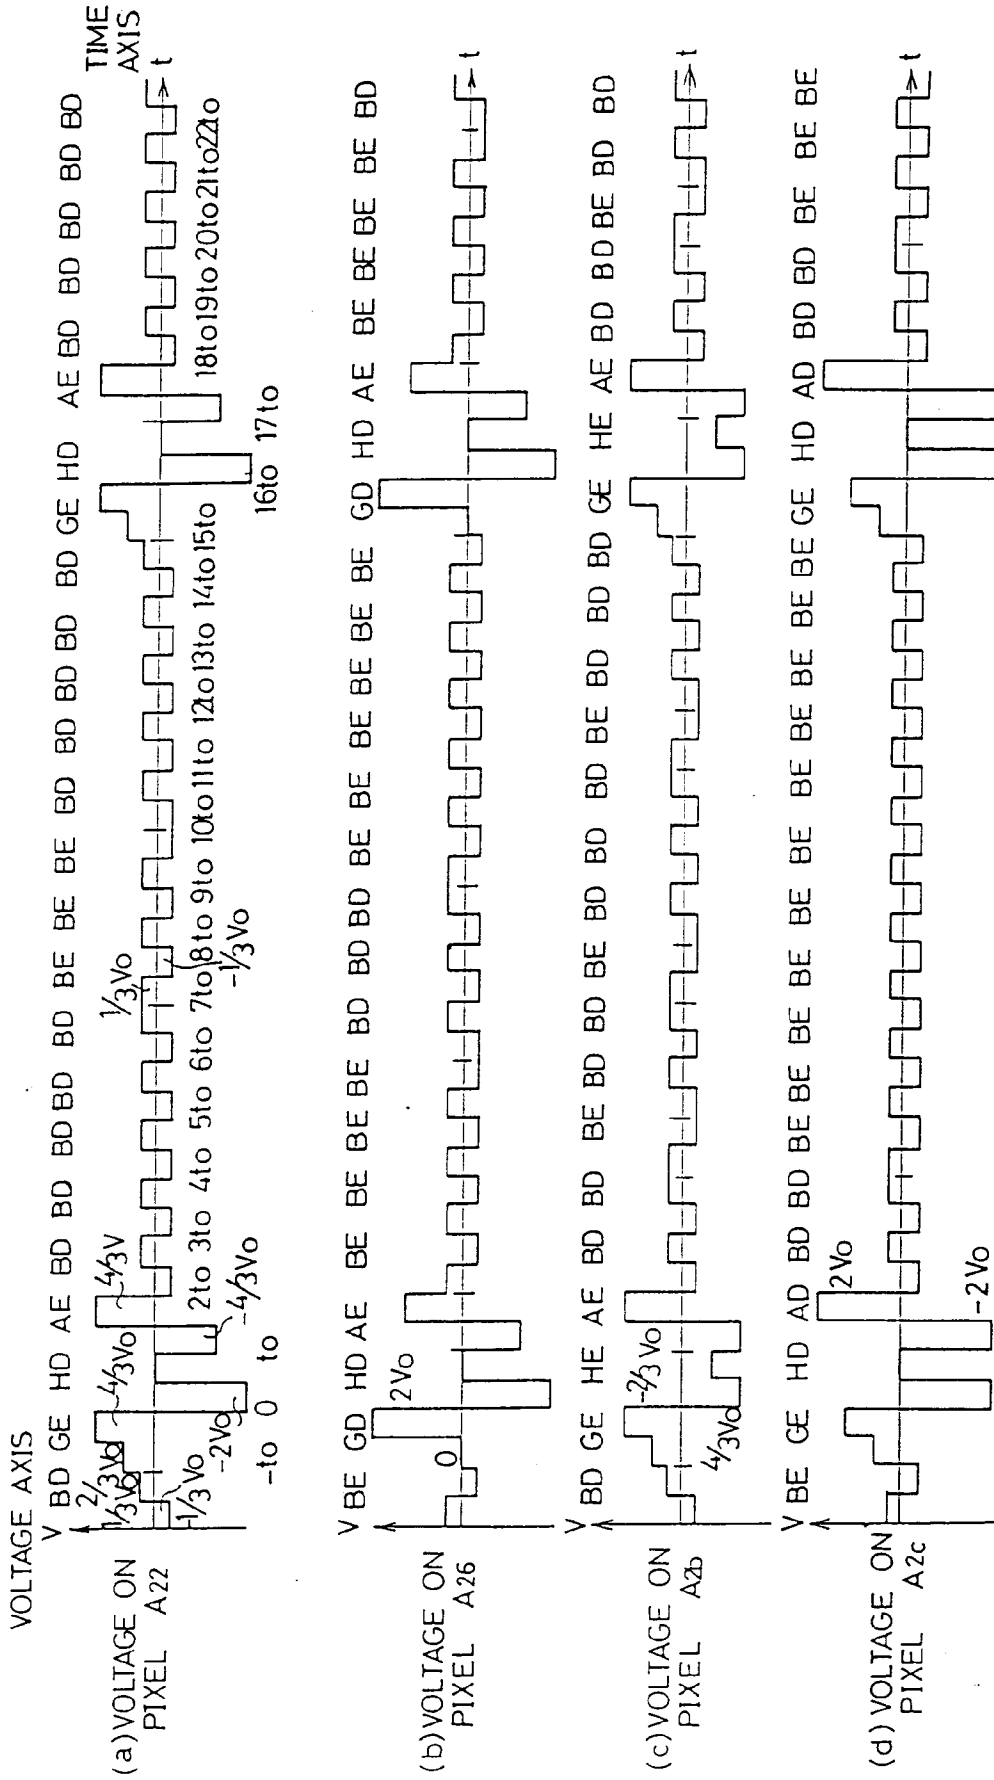 VOLTAGE AXIS
V
BD GE HD AE BD BD BD BD BD BE BE BE BD BD BD BD BD GE HD AE BD BD BD BD BD
TIME
AXIS
t
(a) VOLTAGE ON
PIXEL A22
1/3Vo
2/3Vo
4/3Vo
4/3V
1/3Vo
-1/3Vo
-2Vo
-4/3Vo
-1/3Vo
-to 0 to 2to 3to 4to 5to 6to 7to 8to 9to 10to 11to 12to 13to 14to 15to 16to 17to 18to 19to 20to 21to 22to
V
BE GD HD AE BE BE BE BE BD BD BD BE BE BE BE BE BE GD HD AE BE BE BE BE BD
(b) VOLTAGE ON
PIXEL A26
0
2Vo
t
V
BD GE HE AE BD BD BE BD BD BE BD BD BD BE BD BD BD GE HE AE BD BD BE BD BD
(c) VOLTAGE ON
PIXEL A2b
4/3Vo
-2/3Vo
t
V
BE GE HD AD BD BD BE BE BE BE BE BE BE BE BE BE BE GE HD AD BD BD BE BE BE
(d) VOLTAGE ON
PIXEL A2c
2Vo
-2Vo
t